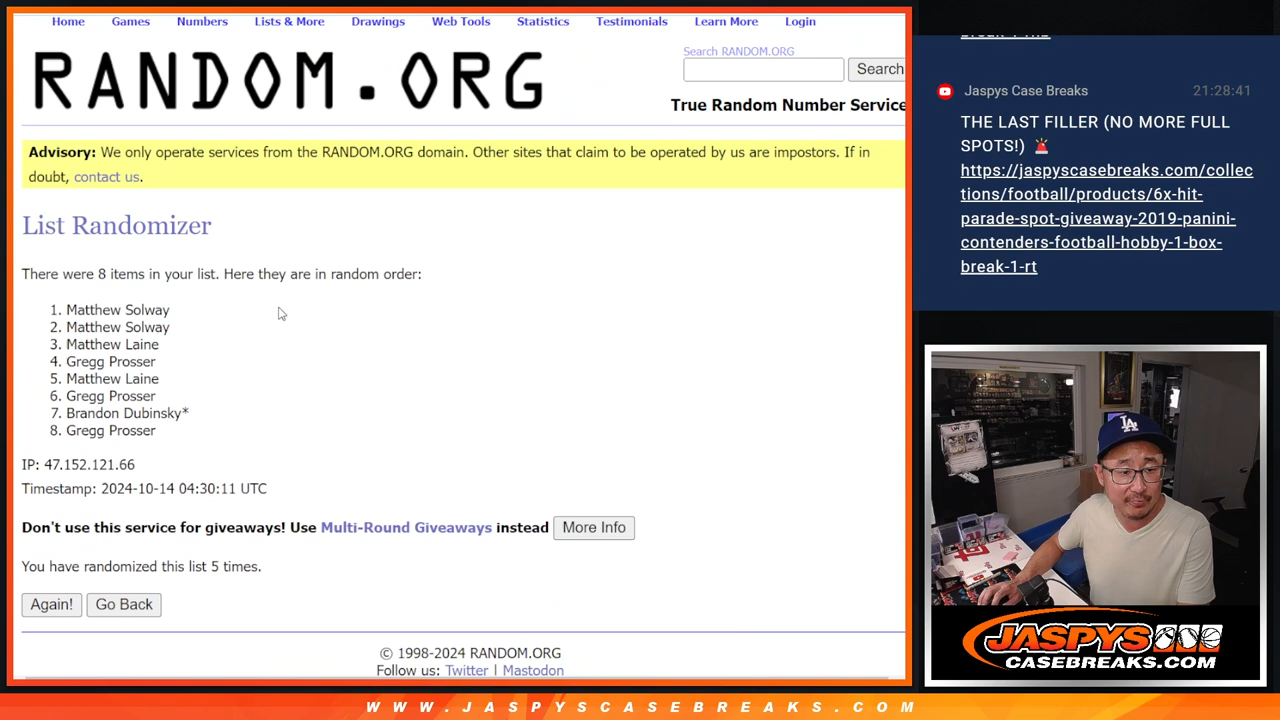 Home Games Numbers Lists & More Drawings Web Tools Statistics Testimonials Learn More Login
RANDOM.ORG
Search RANDOM.ORG
Search
True Random Number Service
Advisory: We only operate services from the RANDOM.ORG domain. Other sites that claim to be operated by us are impostors. If in
doubt, contact us.
List Randomizer
There were 8 items in your list. Here they are in random order:
1. Matthew Solway
2. Matthew Solway
3. Matthew Laine
4. Gregg Prosser
5. Matthew Laine
6. Gregg Prosser
7. Brandon Dubinsky*
8. Gregg Prosser
IP: 47.152.121.66
Timestamp: 2024-10-14 04:30:11 UTC
Don't use this service for giveaways! Use Multi-Round Giveaways instead More Info
You have randomized this list 5 times.
Again! Go Back
© 1998-2024 RANDOM.ORG
Follow us: Twitter | Mastodon
Jaspys Case Breaks 21:28:41
THE LAST FILLER (NO MORE FULL
SPOTS!) 🚨
https://jaspyscasebreaks.com/collec
tions/football/products/6x-hit-
parade-spot-giveaway-2019-panini-
contenders-football-hobby-1-box-
break-1-rt
LA
JASPYS
CASEBREAKS.COM
WWW.JASPYSCASEBREAKS.COM